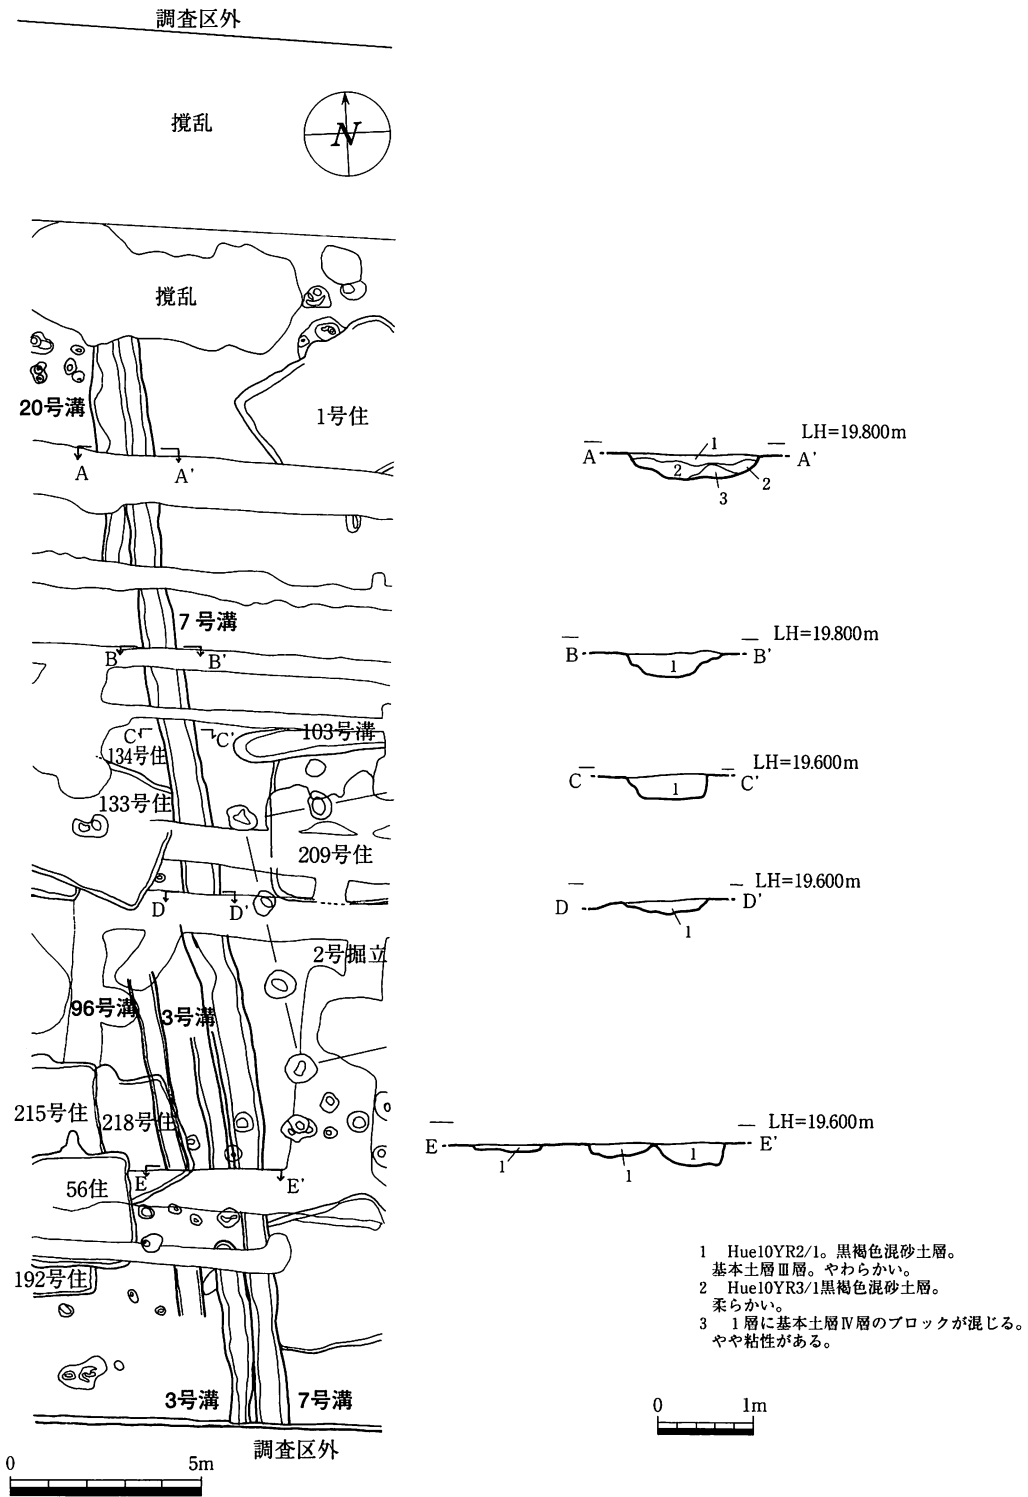 調査区外
撹乱
N
撹乱
20号溝
1号住
A
A'
7号溝
B
B'
C
C'
103号溝
134号住
133号住
209号住
D
D'
2号掘立
96号溝
3号溝
215号住
218号住
56住
E
E'
192号住
3号溝
7号溝
調査区外
0
5m
LH=19.800m
A
A'
1
2
2
3
LH=19.800m
B
B'
1
LH=19.600m
C
C'
1
LH=19.600m
D
D'
1
LH=19.600m
E
E'
1
1
1
1 Hue10YR2/1。黒褐色混砂土層。
基本土層Ⅲ層。やわらかい。
2 Hue10YR3/1黒褐色混砂土層。
柔らかい。
3 1層に基本土層Ⅳ層のブロックが混じる。
やや粘性がある。
0
1m